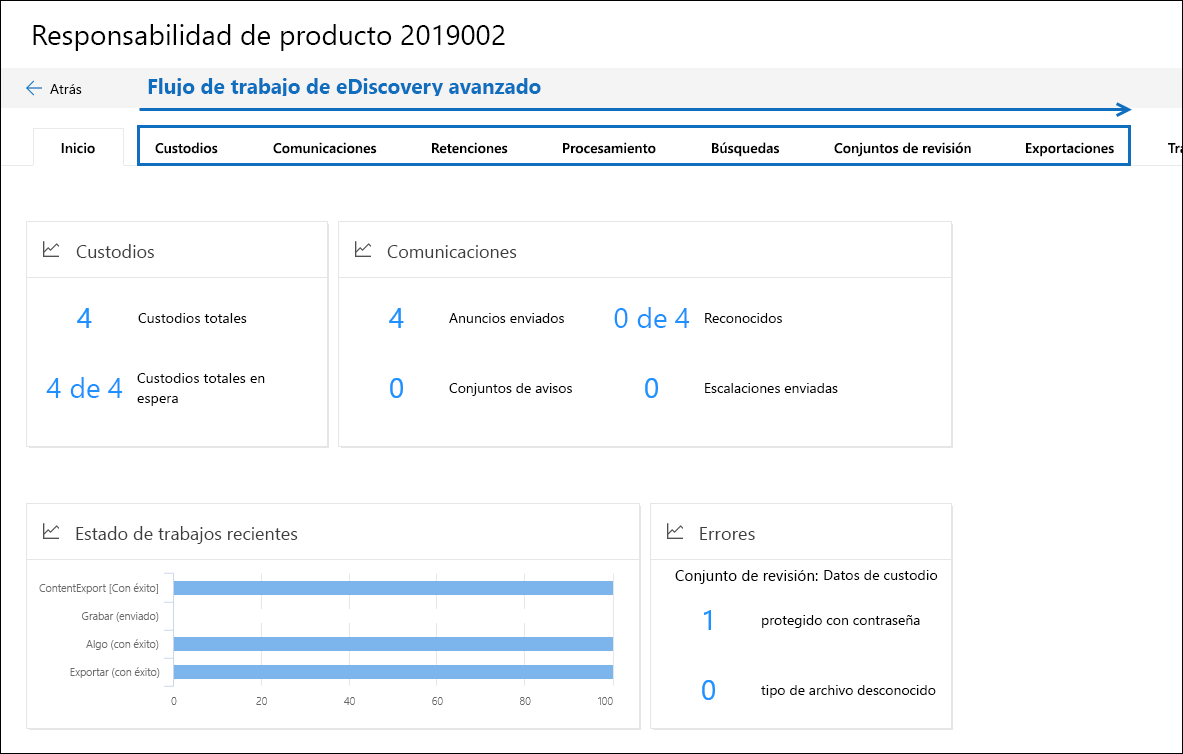 Responsabilidad de producto 2019002
Atrás
Flujo de trabajo de eDiscovery avanzado
Inicio
Custodios
Comunicaciones
Retenciones
Procesamiento
Búsquedas
Conjuntos de revisión
Exportaciones
Custodios
4 Custodios totales
4 de 4 Custodios totales en
espera
Comunicaciones
4 Anuncios enviados 0 de 4 Reconocidos
0 Conjuntos de avisos 0 Escalaciones enviadas
Estado de trabajos recientes
ContentExport [Con éxito]
Grabar (enviado)
Algo (con éxito)
Exportar (con éxito)
0 20 40 60 80 100
Errores
Conjunto de revisión: Datos de custodio
1 protegido con contraseña
0 tipo de archivo desconocido